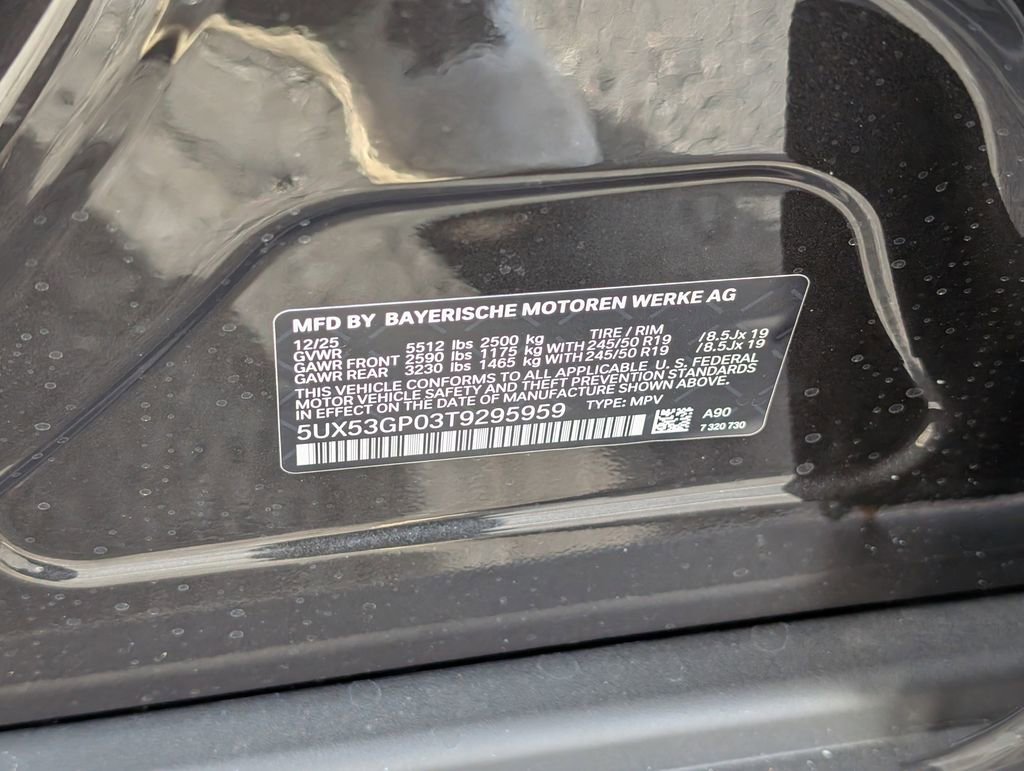 MFD BY BAYERISCHE MOTOREN WERKE AG
12/25 TIRE / RIM
GVWR 5512 lbs 2500 kg
GAWR FRONT 2590 lbs 1175 kg WITH 245/50 R19 /8.5Jx 19
GAWR REAR 3230 lbs 1465 kg WITH 245/50 R19 /8.5Jx 19
THIS VEHICLE CONFORMS TO ALL APPLICABLE U. S. FEDERAL
MOTOR VEHICLE SAFETY AND THEFT PREVENTION STANDARDS
IN EFFECT ON THE DATE OF MANUFACTURE SHOWN ABOVE.
5UX53GP03T9295959 TYPE: MPV
A90
7 320 730